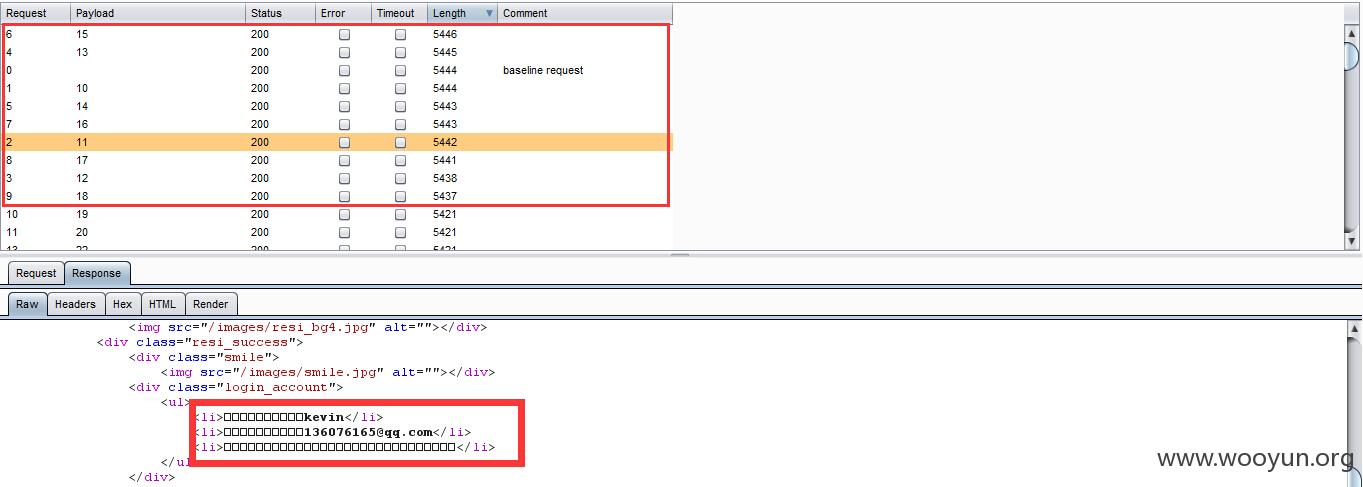 Request Payload Status Error Timeout Length Comment
6 15 200 5446
4 13 200 5445
0 200 5444 baseline request
1 10 200 5444
5 14 200 5443
7 16 200 5443
2 11 200 5442
8 17 200 5441
3 12 200 5438
9 18 200 5437
10 19 200 5421
11 20 200 5421
13 22 200 5421
Request Response
Raw Headers Hex HTML Render
<img src="/images/resi_bg4.jpg" alt=""></div>
<div class="resi_success">
<div class="smile">
<img src="/images/smile.jpg" alt=""></div>
<div class="login_account">
<ul>
<li>□□□□□□□□□□kevin</li>
<li>□□□□□□□□□□136076165@qq.com</li>
<li>□□□□□□□□□□□□□□□□□□□□□□□□□□□□□</li>
</ul>
</div>
www.wooyun.org